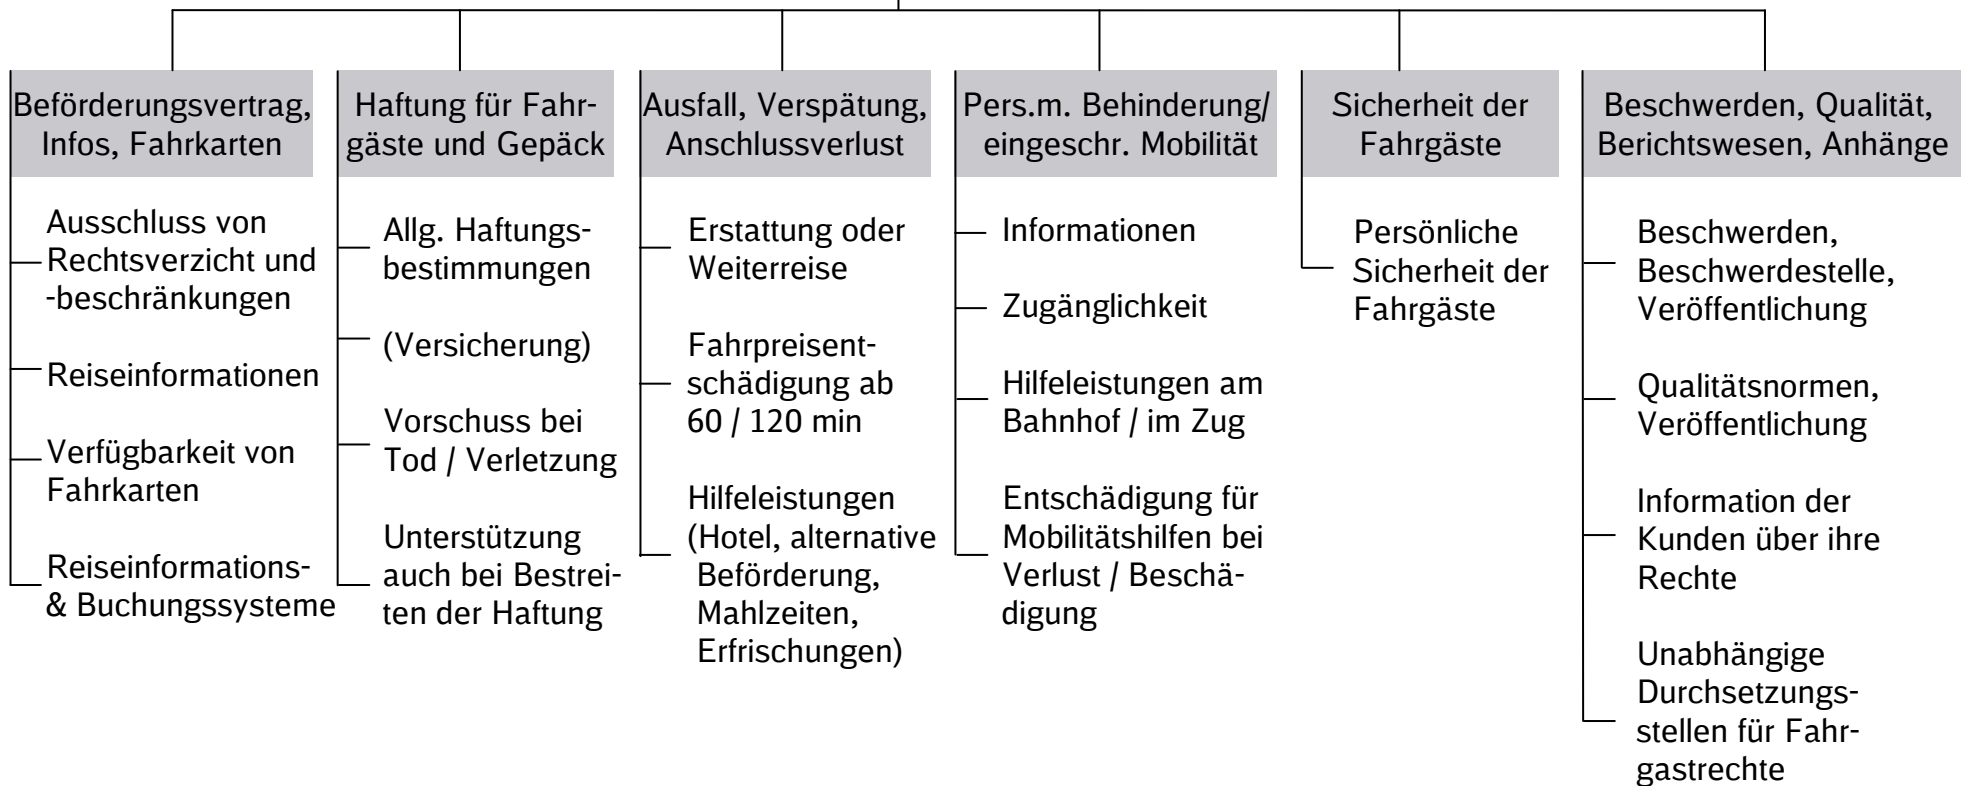 Beförderungsvertrag,
Infos, Fahrkarten
Ausschluss von
Rechtsverzicht und
-beschränkungen
Reiseinformationen
Verfügbarkeit von
Fahrkarten
Reiseinformations-
& Buchungssysteme
Haftung für Fahr-
gäste und Gepäck
Allg. Haftungs-
bestimmungen
(Versicherung)
Vorschuss bei
Tod / Verletzung
Unterstützung
auch bei Bestrei-
ten der Haftung
Ausfall, Verspätung,
Anschlussverlust
Erstattung oder
Weiterreise
Fahrpreisent-
schädigung ab
60 / 120 min
Hilfeleistungen
(Hotel, alternative
Beförderung,
Mahlzeiten,
Erfrischungen)
Pers.m. Behinderung/
eingeschr. Mobilität
Informationen
Zugänglichkeit
Hilfeleistungen am
Bahnhof / im Zug
Entschädigung für
Mobilitätshilfen bei
Verlust / Beschä-
digung
Sicherheit der
Fahrgäste
Persönliche
Sicherheit der
Fahrgäste
Beschwerden, Qualität,
Berichtswesen, Anhänge
Beschwerden,
Beschwerdestelle,
Veröffentlichung
Qualitätsnormen,
Veröffentlichung
Information der
Kunden über ihre
Rechte
Unabhängige
Durchsetzungs-
stellen für Fahr-
gastrechte